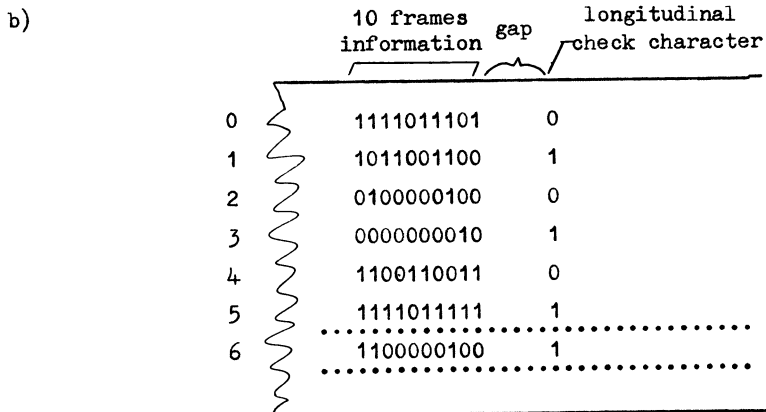 b)
10 frames information
gap
longitudinal check character
0 1111011101 0
1 1011001100 1
2 0100000100 0
3 0000000010 1
4 1100110011 0
5 1111011111 1
6 1100000100 1